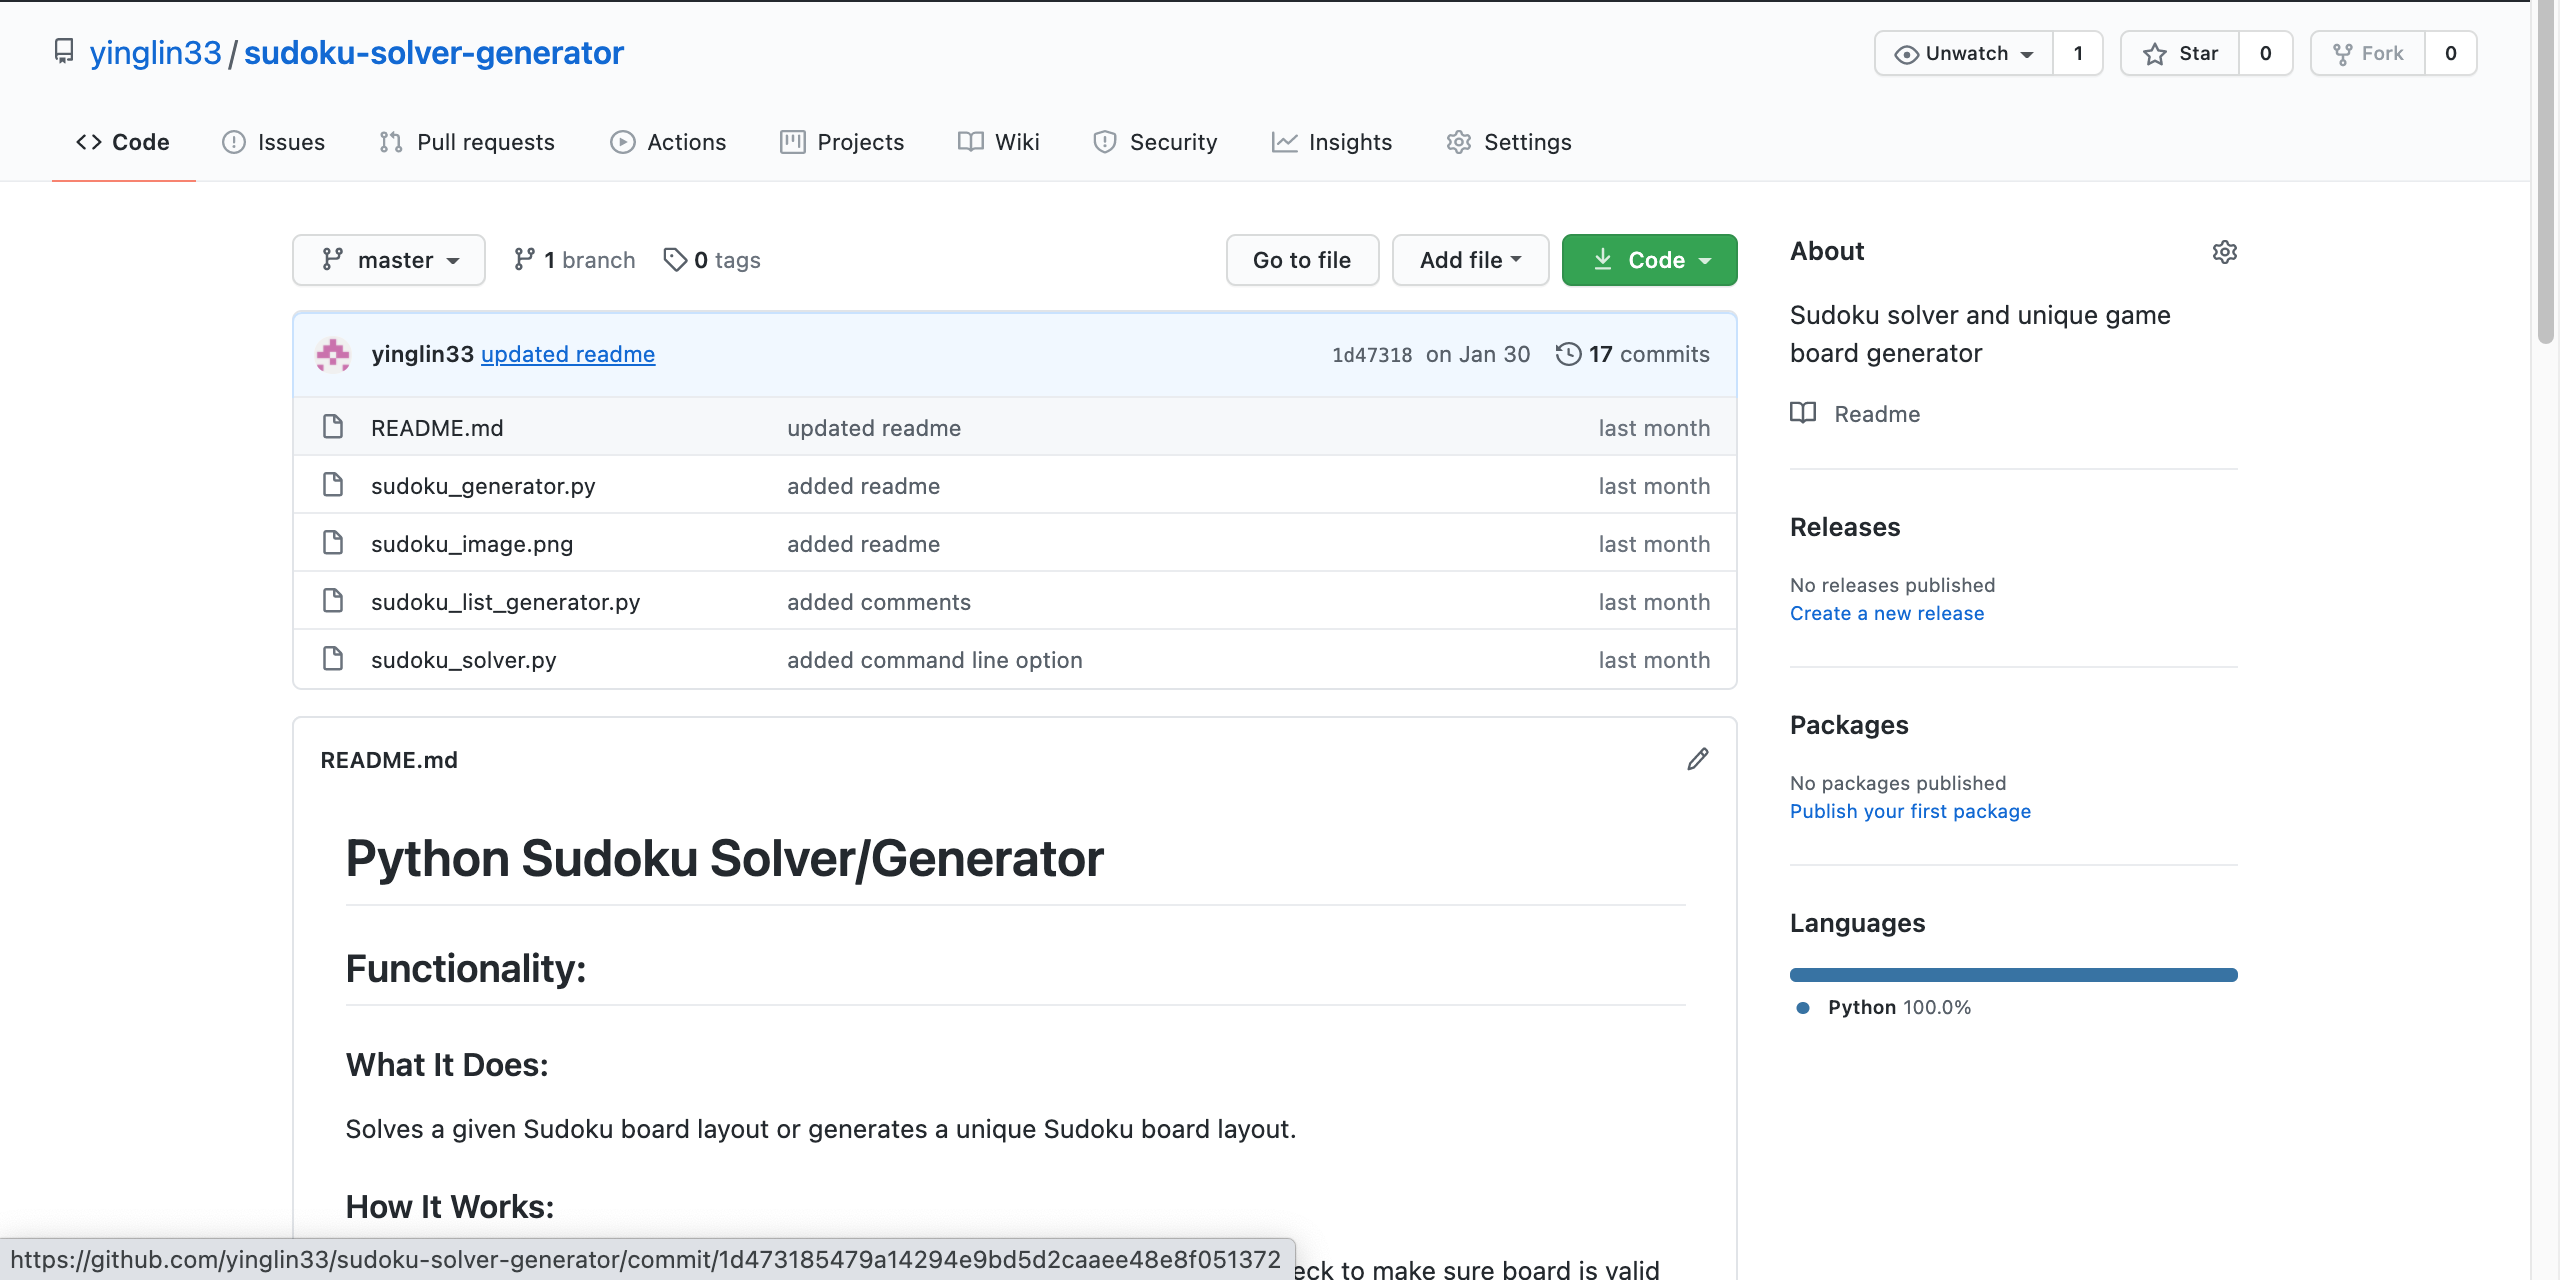 yinglin33 / sudoku-solver-generator
Unwatch 1 Star 0 Fork 0
Code Issues Pull requests Actions Projects Wiki Security Insights Settings
master 1 branch 0 tags Go to file Add file Code
yinglin33 updated readme 1d47318 on Jan 30 17 commits
README.md updated readme last month
sudoku_generator.py added readme last month
sudoku_image.png added readme last month
sudoku_list_generator.py added comments last month
sudoku_solver.py added command line option last month
README.md
Python Sudoku Solver/Generator
Functionality:
What It Does:
Solves a given Sudoku board layout or generates a unique Sudoku board layout.
How It Works:
to make sure board is valid
About
Sudoku solver and unique game
board generator
Readme
Releases
No releases published
Create a new release
Packages
No packages published
Publish your first package
Languages
Python 100.0%
https://github.com/yinglin33/sudoku-solver-generator/commit/1d473185479a14294e9bd5d2caaee48e8f051372